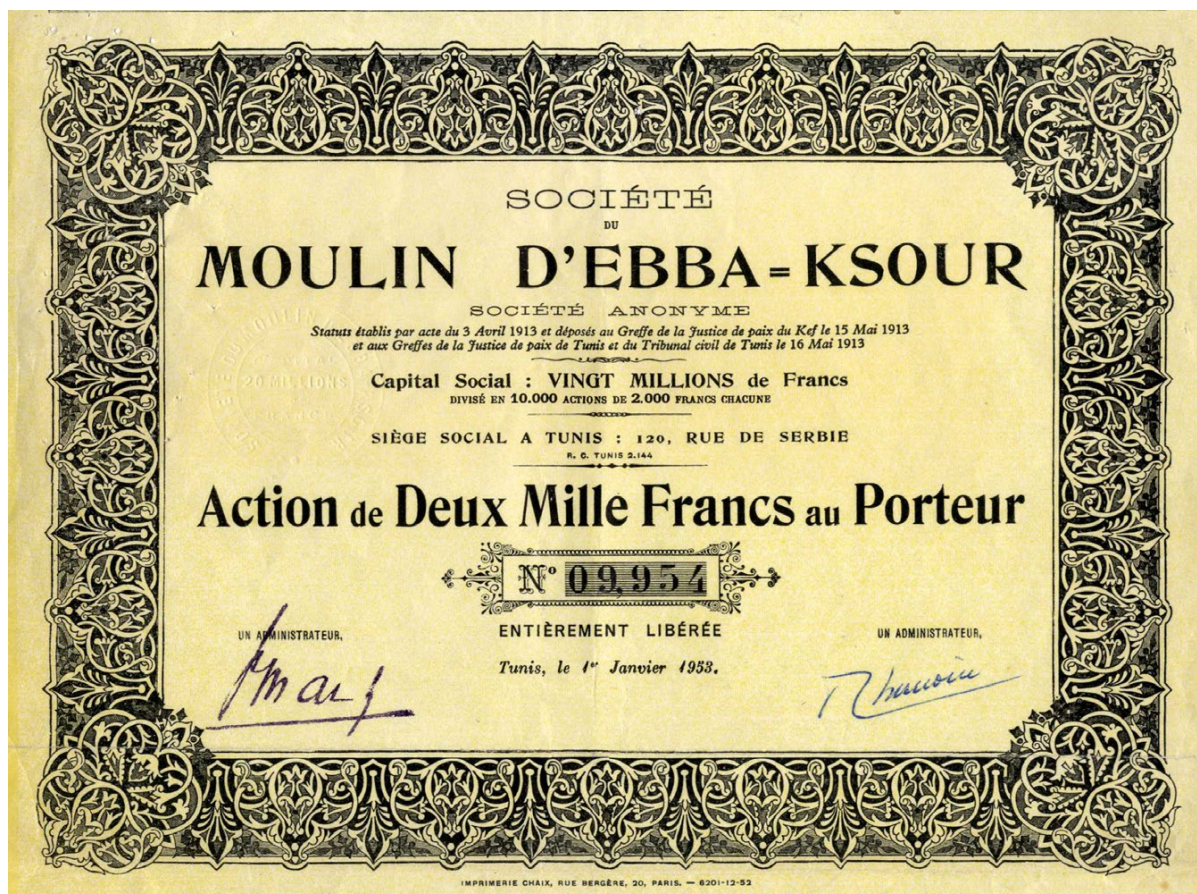 SOCIÉTÉ
DU
MOULIN D'EBBA=KSOUR
SOCIÉTÉ ANONYME
Statuts établis par acte du 3 Avril 1913 et déposés au Greffe de la Justice de paix du Kef le 15 Mai 1913
et aux Greffes de la Justice de paix de Tunis et du Tribunal civil de Tunis le 16 Mai 1913
20 MILLIONS
Capital Social : VINGT MILLIONS de Francs
DIVISÉ EN 10.000 ACTIONS DE 2.000 FRANCS CHACUNE
SIÈGE SOCIAL A TUNIS : 120, RUE DE SERBIE
R. C. TUNIS 2.144
Action de Deux Mille Francs au Porteur
N° 09,954
UN ADMINISTRATEUR,
ENTIÈREMENT LIBÉRÉE
UN ADMINISTRATEUR,
Tunis, le 1er Janvier 1953.
IMPRIMERIE CHAIX, RUE BERGÈRE, 20, PARIS. — 6201-12-52